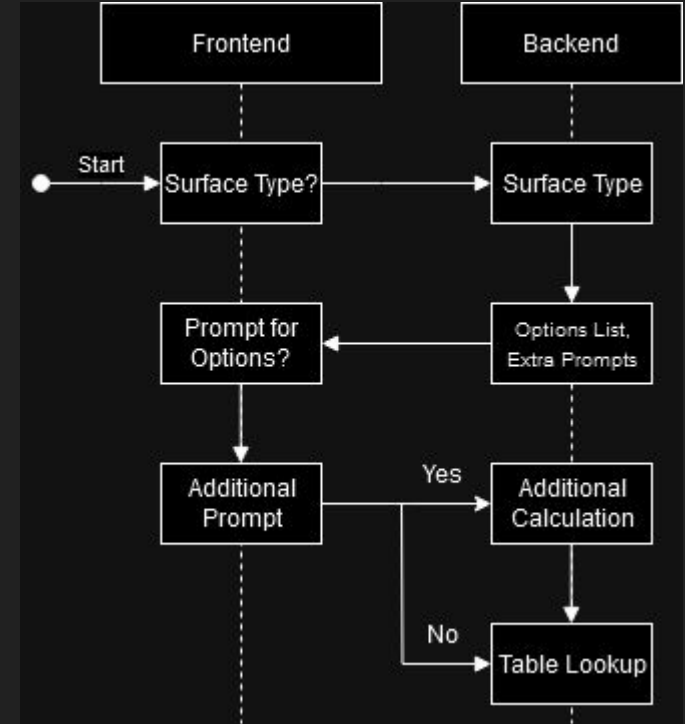 Frontend
Backend
Start
Surface Type?
Surface Type
Prompt for
Options?
Options List,
Extra Prompts
Additional
Prompt
Yes
Additional
Calculation
No
Table Lookup